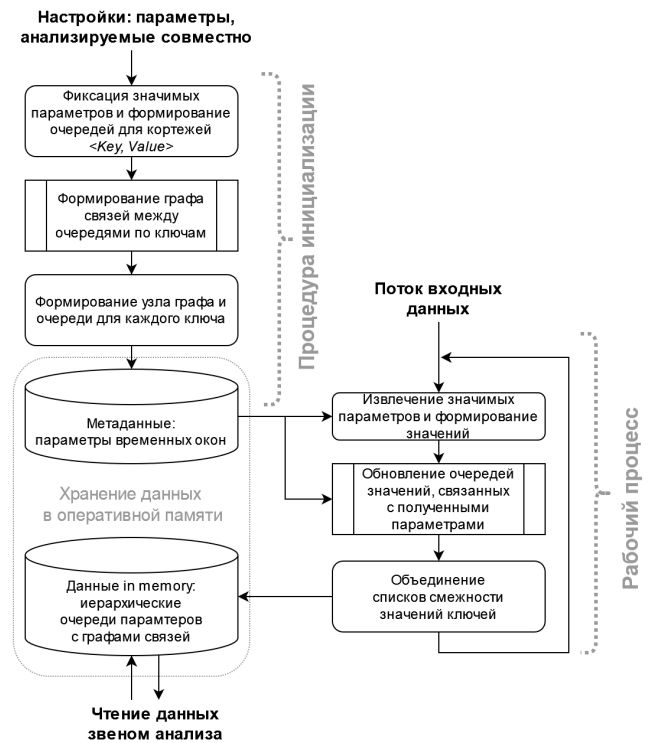 Настройки: параметры,
анализируемые совместно
Фиксация значимых
параметров и формирование
очередей для кортежей
<Key, Value>
Формирование графа
связей между
очередями по ключам
Формирование узла графа и
очереди для каждого ключа
Процедура инициализации
Метаданные:
параметры временных окон
Хранение данных
в оперативной памяти
Данные in memory:
иерархические
очереди парамтеров
с графами связей
Чтение данных
звеном анализа
Поток входных
данных
Извлечение значимых
параметров и формирование
значений
Обновление очередей
значений, связанных
с полученными
параметрами
Объединение
списков смежности
значений ключей
Рабочий процесс